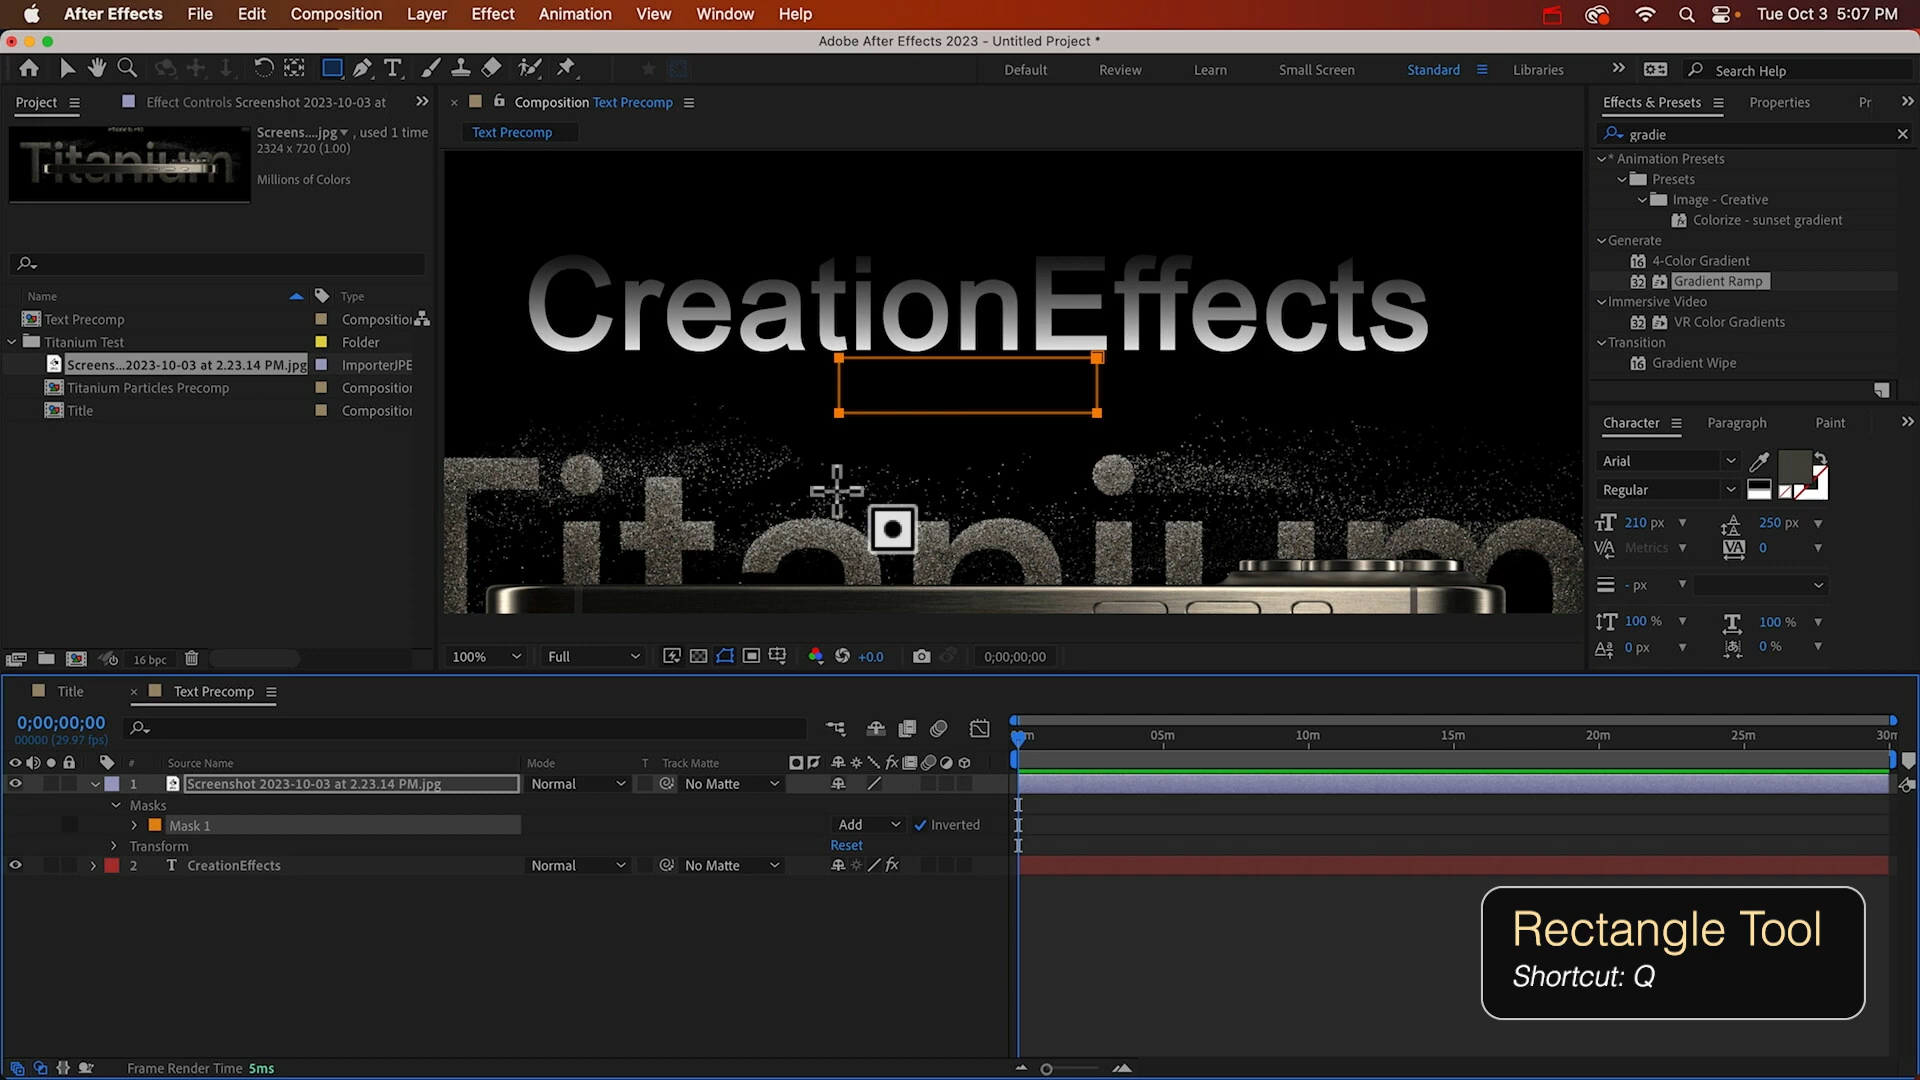 After Effects File Edit Composition Layer Effect Animation View Window Help Tue Oct 3 5:07 PM
Adobe After Effects 2023 - Untitled Project *
Default Review Learn Small Screen Standard Libraries Search Help
Project Effect Controls Screenshot 2023-10-03 at
Composition Text Precomp
Effects & Presets Properties Pr
Screens....jpg , used 1 time
2324 x 720 (1.00)
Millions of Colors
Titanium
Text Precomp
gradie
* Animation Presets
Presets
Image - Creative
Colorize - sunset gradient
Generate
4-Color Gradient
Gradient Ramp
Immersive Video
VR Color Gradients
Transition
Gradient Wipe
Name Type
Text Precomp Composition
Titanium Test Folder
Screens...2023-10-03 at 2.23.14 PM.jpg ImporterJPE
Titanium Particles Precomp Composition
Title Composition
16 bpc
CreationEffects
Titanium
100% Full +0.0 0;00;00;00
Character Paragraph Paint
Arial
Regular
210 px 250 px
Metrics 0
- px
100 % 100 %
0 px 0 %
Title Text Precomp
0;00;00;00
00000 (29.97 fps)
05m 10m 15m 20m 25m 30m
# Source Name Mode T Track Matte
1 Screenshot 2023-10-03 at 2.23.14 PM.jpg Normal No Matte
Masks
Mask 1 Add Inverted
Transform Reset
2 T CreationEffects Normal No Matte
Rectangle Tool
Shortcut: Q
Frame Render Time 5ms